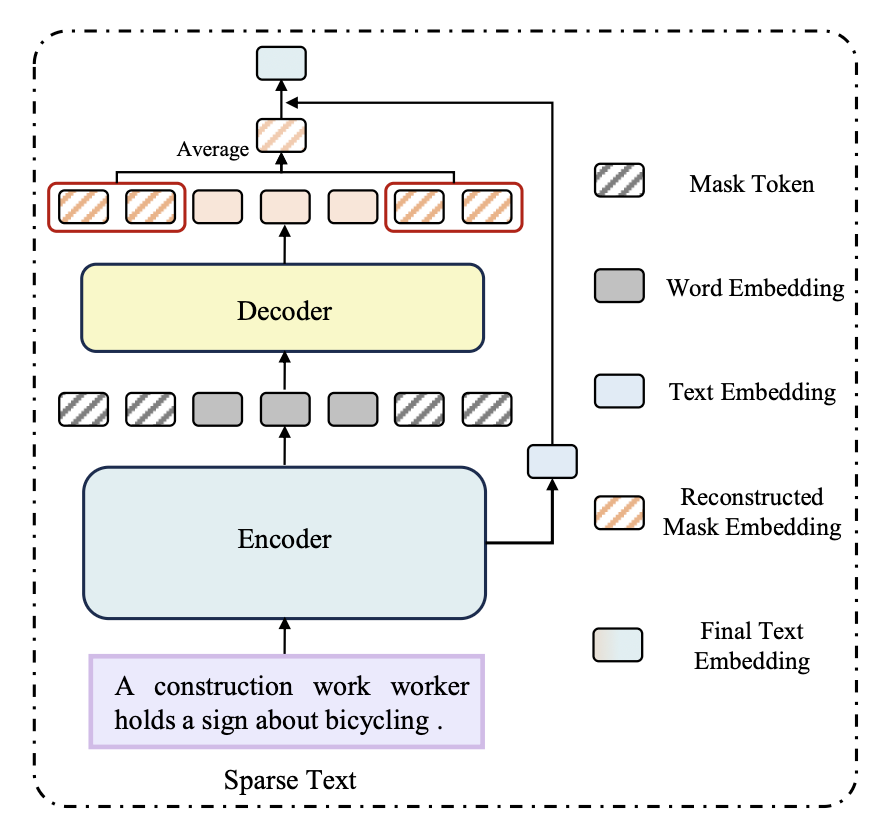 Average
Decoder
Encoder
A construction work worker
holds a sign about bicycling .
Sparse Text
Mask Token
Word Embedding
Text Embedding
Reconstructed
Mask Embedding
Final Text
Embedding